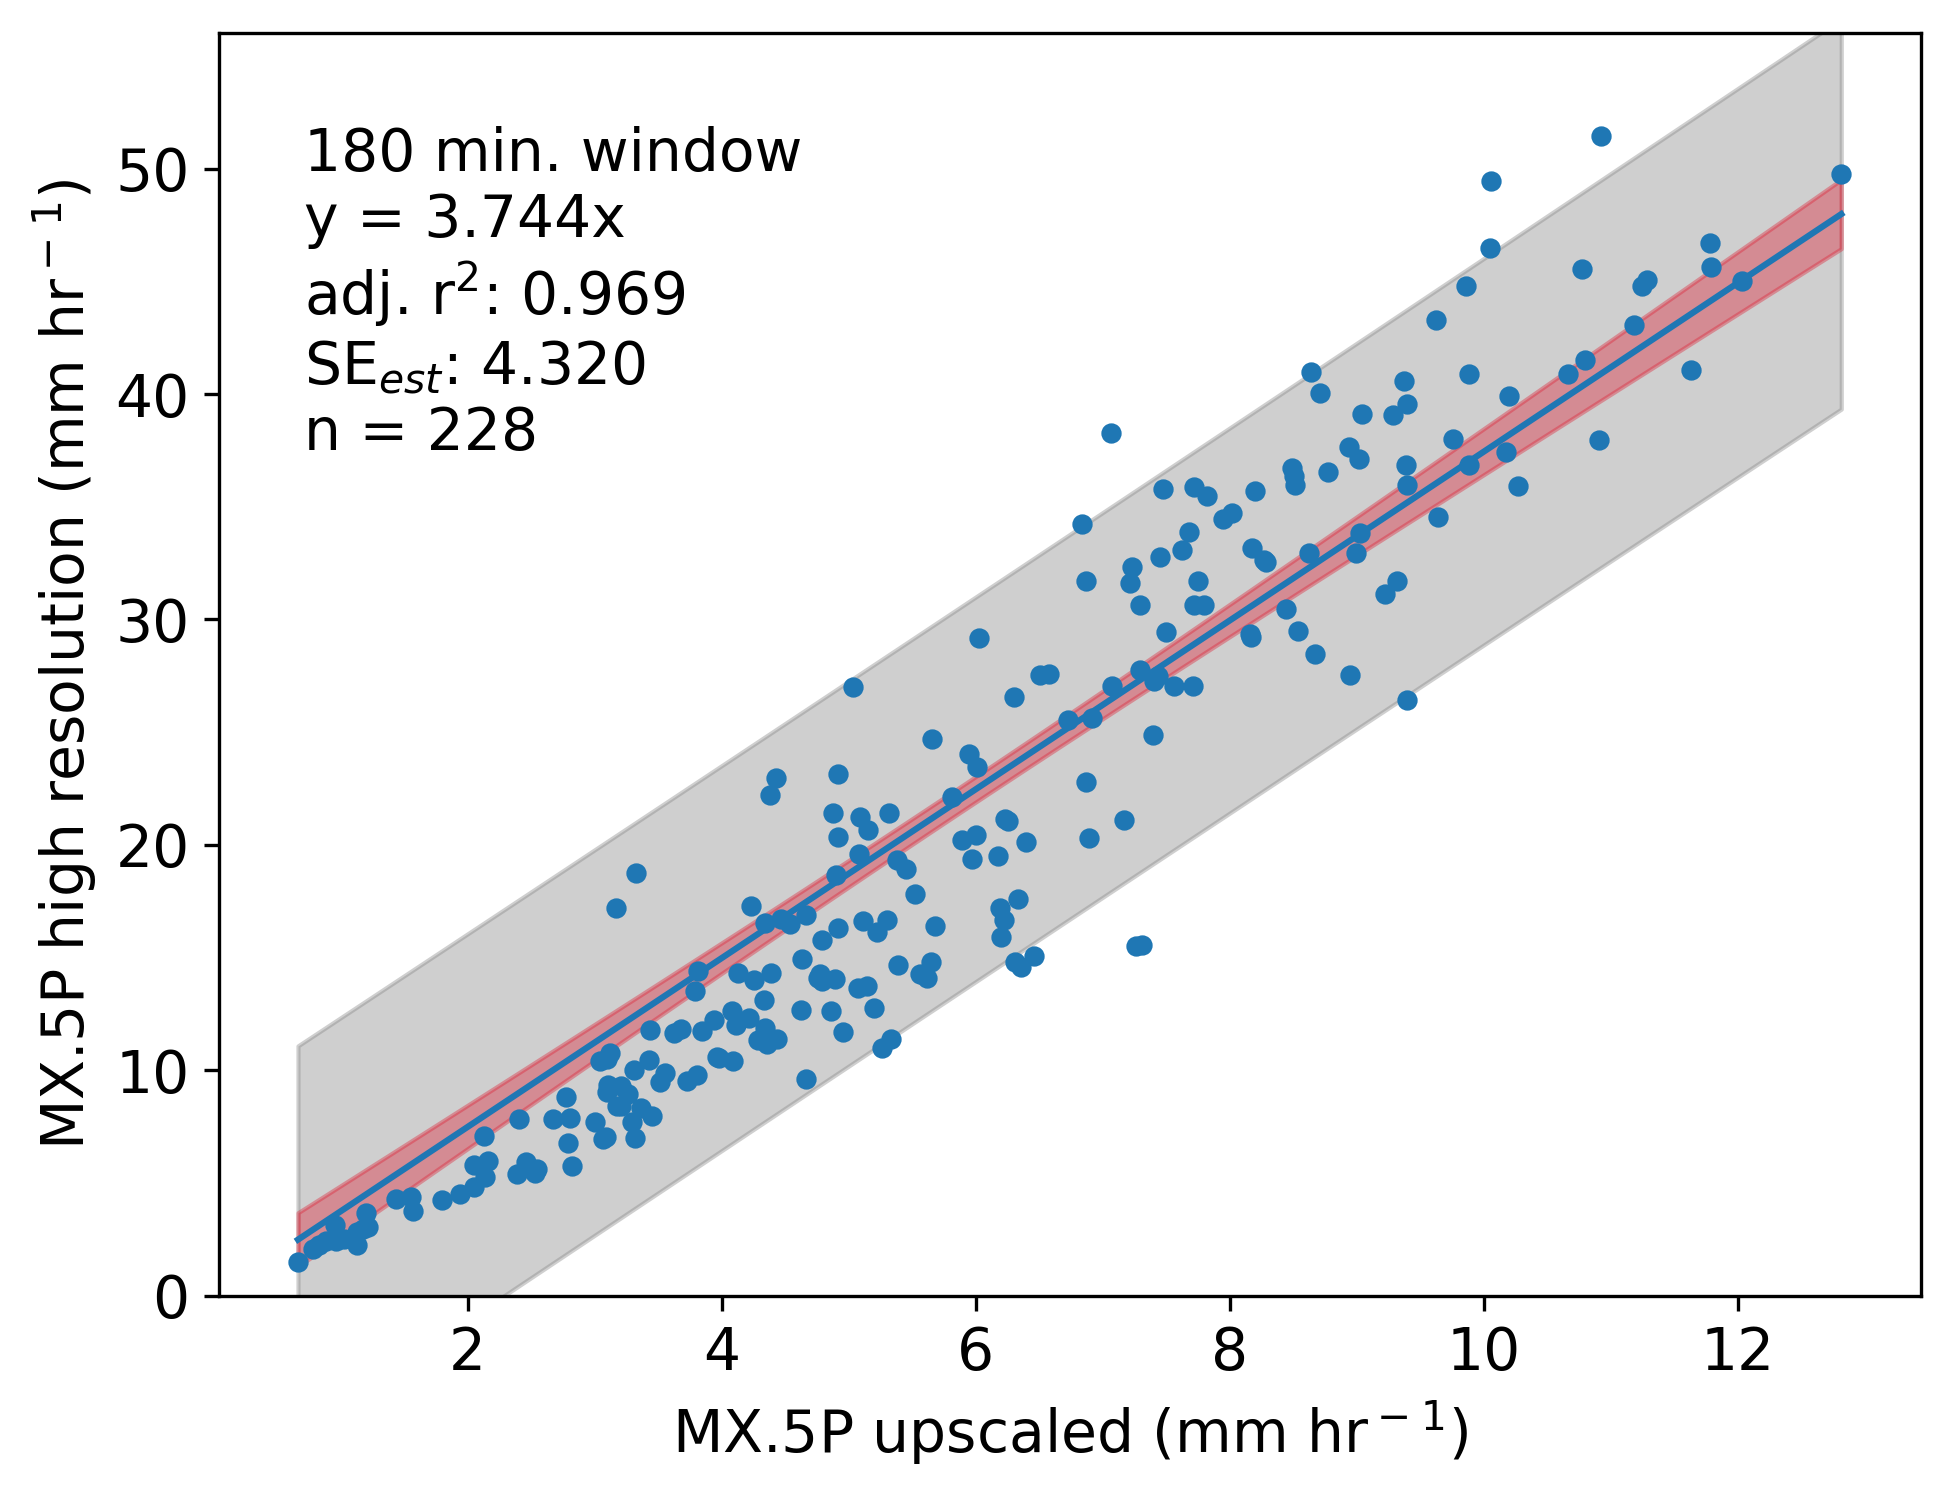 180 min. window
y = 3.744x
adj. r²: 0.969
SEₑₛₜ: 4.320
n = 228
MX.5P high resolution (mm hr⁻¹)
50
40
30
20
10
0
2 4 6 8 10 12
MX.5P upscaled (mm hr⁻¹)